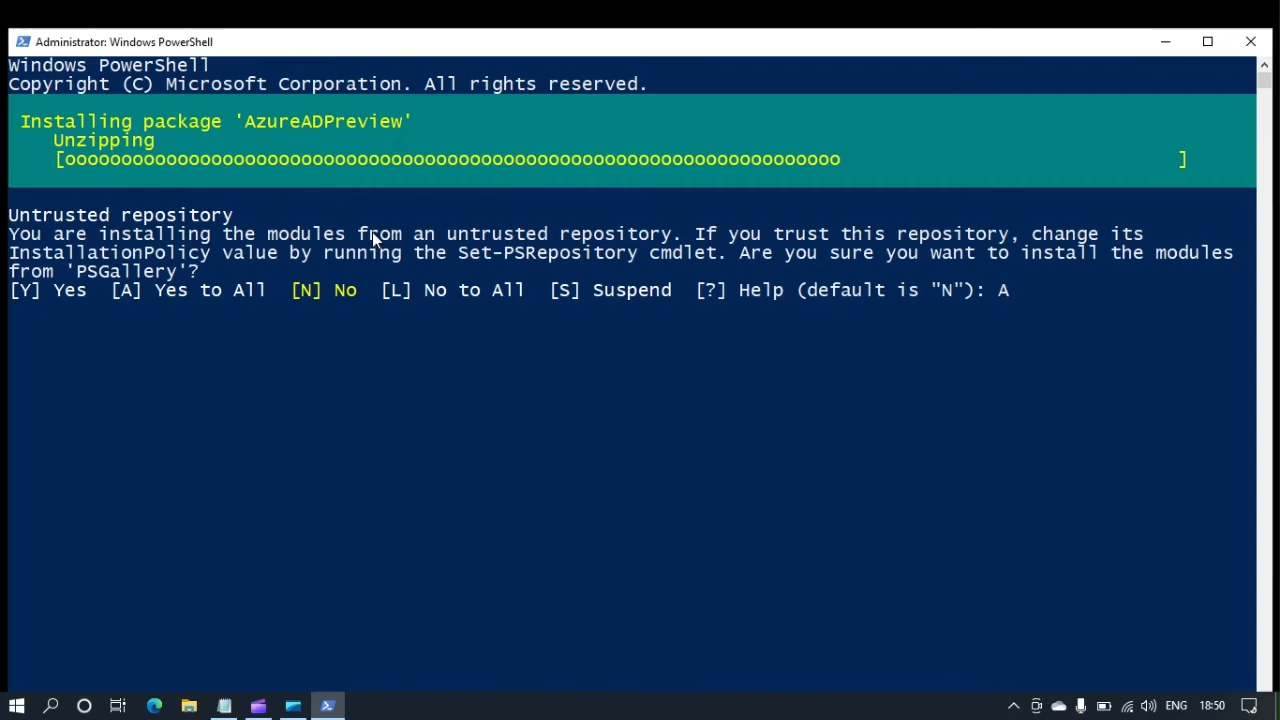 Administrator: Windows PowerShell
Windows PowerShell
Copyright (C) Microsoft Corporation. All rights reserved.
Installing package 'AzureADPreview'
Unzipping
[ooooooooooooooooooooooooooooooooooooooooooooooooooooooooooooooooooooo ]
Untrusted repository
You are installing the modules from an untrusted repository. If you trust this repository, change its
InstallationPolicy value by running the Set-PSRepository cmdlet. Are you sure you want to install the modules
from 'PSGallery'?
[Y] Yes [A] Yes to All [N] No [L] No to All [S] Suspend [?] Help (default is "N"): A
ENG 18:50